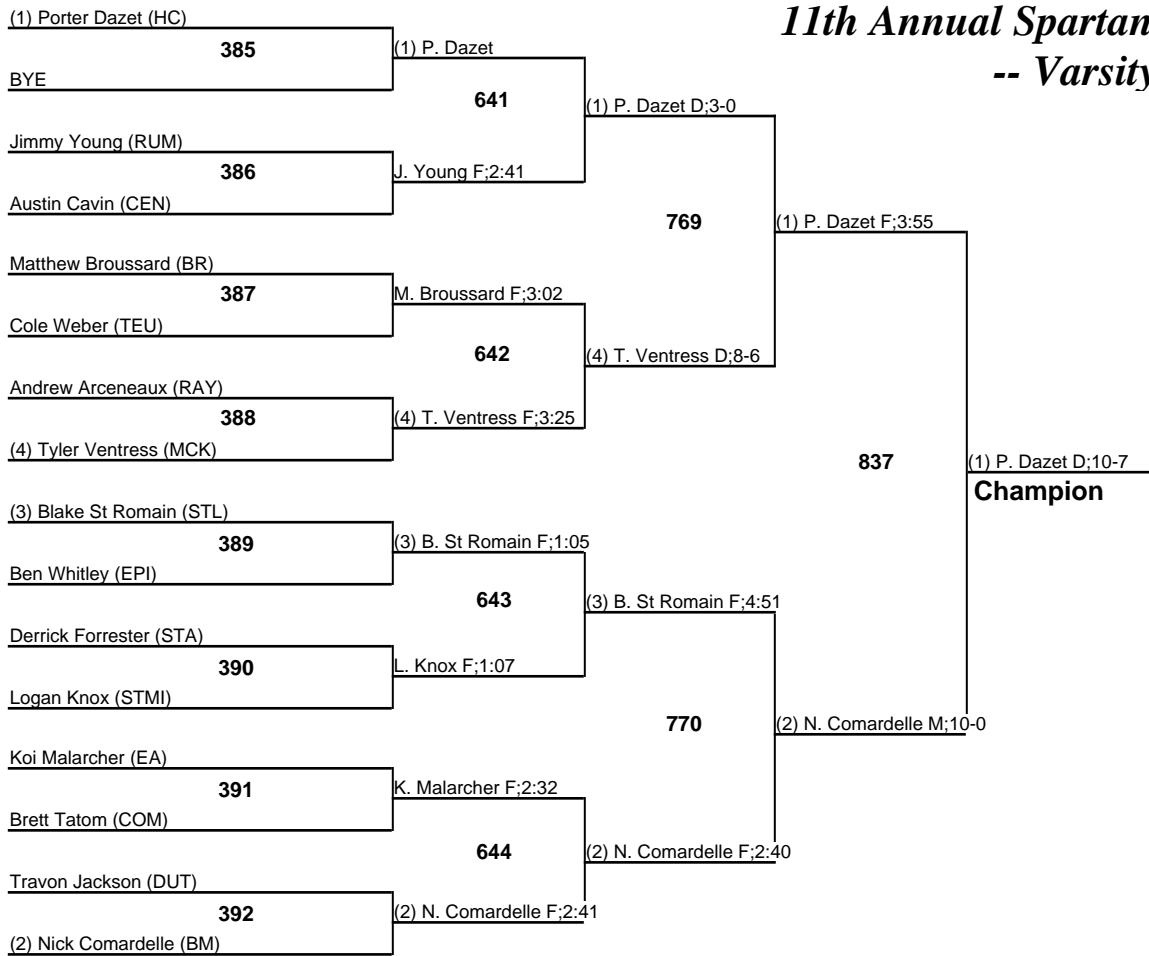 11th Annual Spartan
-- Varsity
(1) Porter Dazet (HC)
385
BYE
(1) P. Dazet
641
Jimmy Young (RUM)
386
Austin Cavin (CEN)
J. Young F;2:41
(1) P. Dazet D;3-0
769
Matthew Broussard (BR)
387
Cole Weber (TEU)
M. Broussard F;3:02
642
Andrew Arceneaux (RAY)
388
(4) Tyler Ventress (MCK)
(4) T. Ventress F;3:25
(4) T. Ventress D;8-6
(1) P. Dazet F;3:55
837
(1) P. Dazet D;10-7
Champion
(3) Blake St Romain (STL)
389
Ben Whitley (EPI)
(3) B. St Romain F;1:05
643
Derrick Forrester (STA)
390
Logan Knox (STMI)
L. Knox F;1:07
(3) B. St Romain F;4:51
770
(2) N. Comardelle M;10-0
Koi Malarcher (EA)
391
Brett Tatom (COM)
K. Malarcher F;2:32
644
(2) N. Comardelle F;2:40
Travon Jackson (DUT)
392
(2) Nick Comardelle (BM)
(2) N. Comardelle F;2:41